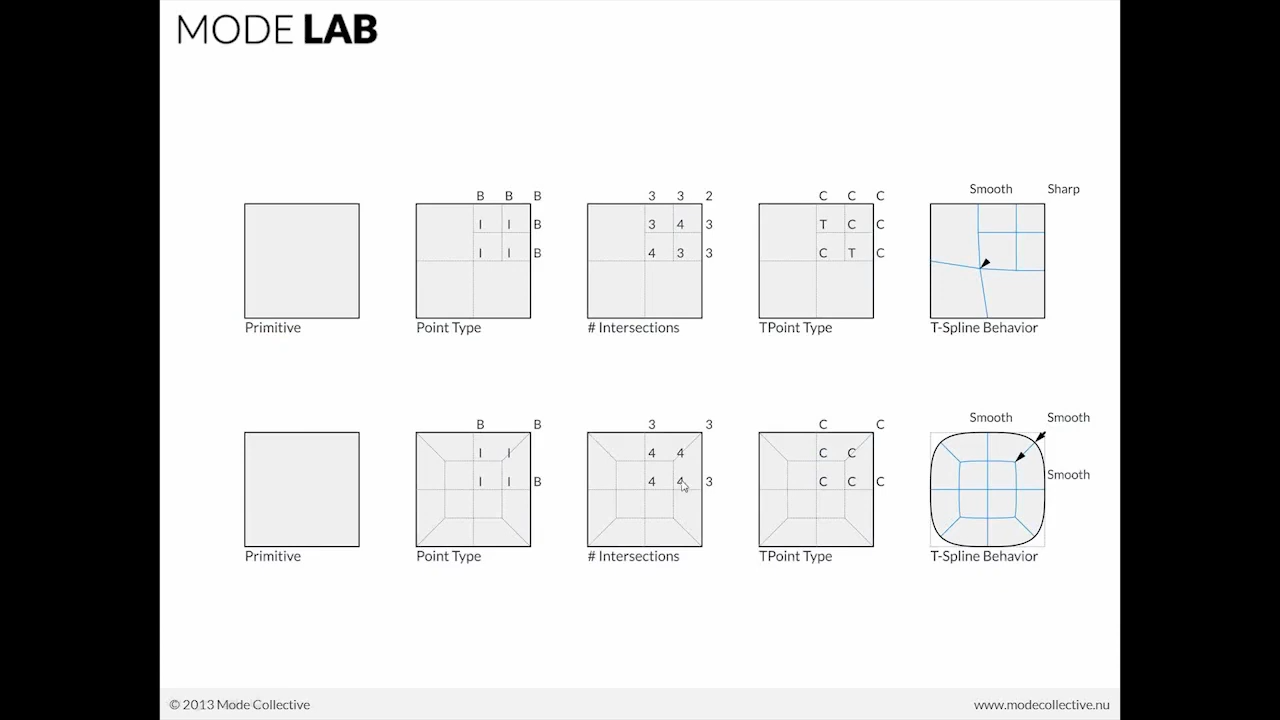 MODE LAB
B B B
3 3 2
C C C
Smooth Sharp
I I B
3 4 3
T C C
I I B
4 3 3
C T C
Primitive
Point Type
# Intersections
TPoint Type
T-Spline Behavior
B B
3 3
C C
Smooth Smooth
I I
4 4
C C
I I B
4 4 3
C C C
Smooth
Primitive
Point Type
# Intersections
TPoint Type
T-Spline Behavior
© 2013 Mode Collective
www.modecollective.nu